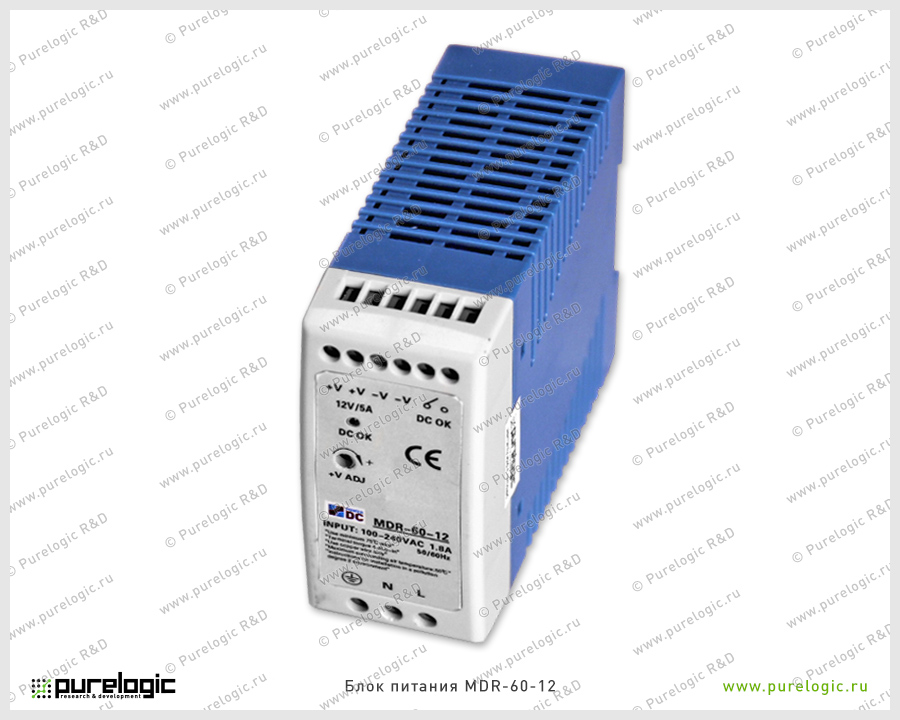 © Purelogic R&D
www.purelogic.ru
+V +V -V -V
12V/5A
DC OK
DC OK
+
+V ADJ
CE
DC
MDR-60-12
INPUT: 100-240VAC 1.8A
50/60Hz
N L
purelogic
research & development
Блок питания MDR-60-12
www.purelogic.ru